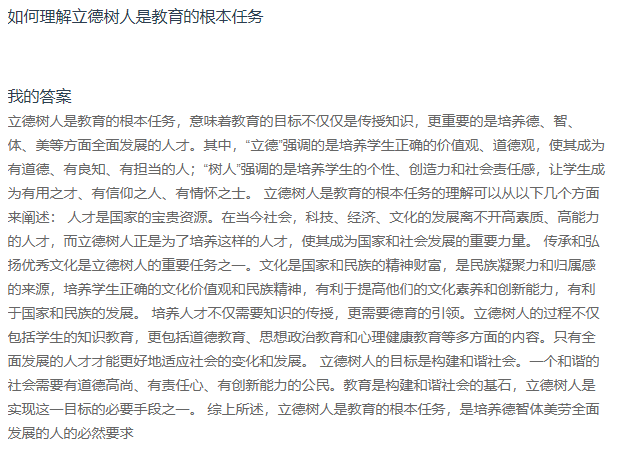 如何理解立德树人是教育的根本任务
我的答案
立德树人是教育的根本任务，意味着教育的目标不仅仅是传授知识，更重要的是培养德、智、
体、美等方面全面发展的人才。其中，“立德”强调的是培养学生正确的价值观、道德观，使其成为
有道德、有良知、有担当的人；“树人”强调的是培养学生的个性、创造力和社会责任感，让学生成
为有用之才、有信仰之人、有情怀之士。 立德树人是教育的根本任务的理解可以从以下几个方面
来阐述： 人才是国家的宝贵资源。在当今社会，科技、经济、文化的发展离不开高素质、高能力
的人才，而立德树人正是为了培养这样的人才，使其成为国家和社会发展的重要力量。 传承和弘
扬优秀文化是立德树人的重要任务之一。文化是国家和民族的精神财富，是民族凝聚力和归属感
的来源，培养学生正确的文化价值观和民族精神，有利于提高他们的文化素养和创新能力，有利
于国家和民族的发展。 培养人才不仅需要知识的传授，更需要德育的引领。立德树人的过程不仅
包括学生的知识教育，更包括道德教育、思想政治教育和心理健康教育等多方面的内容。只有全
面发展的人才才能更好地适应社会的变化和发展。 立德树人的目标是构建和谐社会。一个和谐的
社会需要有道德高尚、有责任心、有创新能力的公民。教育是构建和谐社会的基石，立德树人是
实现这一目标的必要手段之一。 综上所述，立德树人是教育的根本任务，是培养德智体美劳全面
发展的人的必然要求